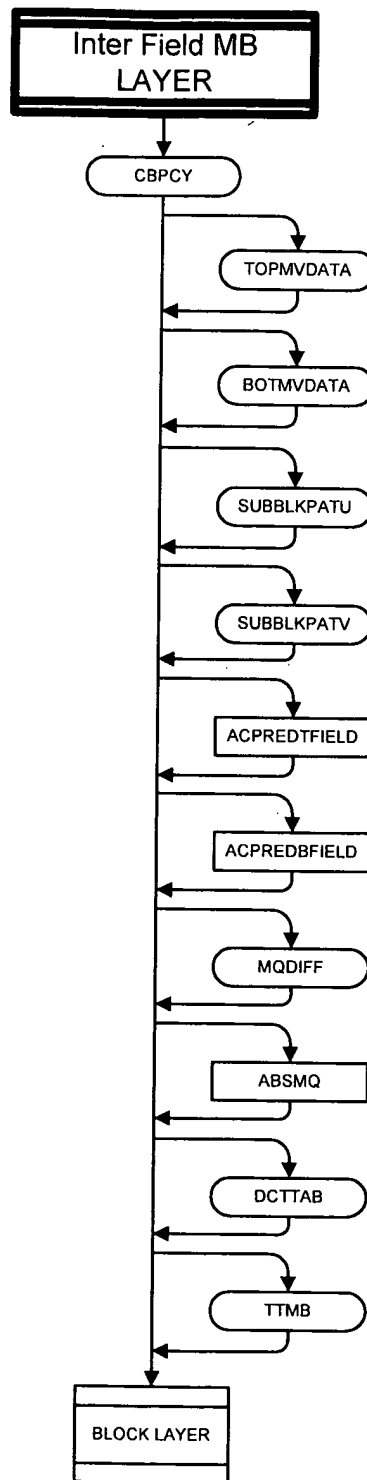 Inter Field MB
LAYER
CBPCY
TOPMVDATA
BOTMVDATA
SUBBLKPATU
SUBBLKPATV
ACPREDTFIELD
ACPREDBFIELD
MQDIFF
ABSMQ
DCTTAB
TTMB
BLOCK LAYER